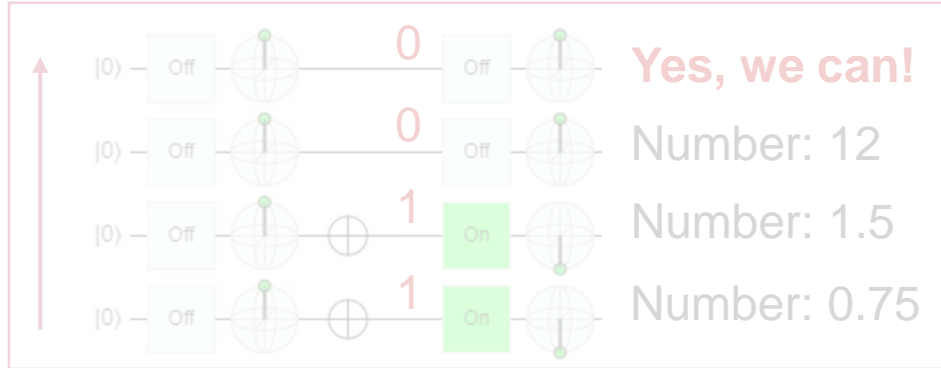 |0⟩ Off 0 Off Yes, we can!
|0⟩ Off 0 Off Number: 12
|0⟩ Off 1 On Number: 1.5
|0⟩ Off 1 On Number: 0.75